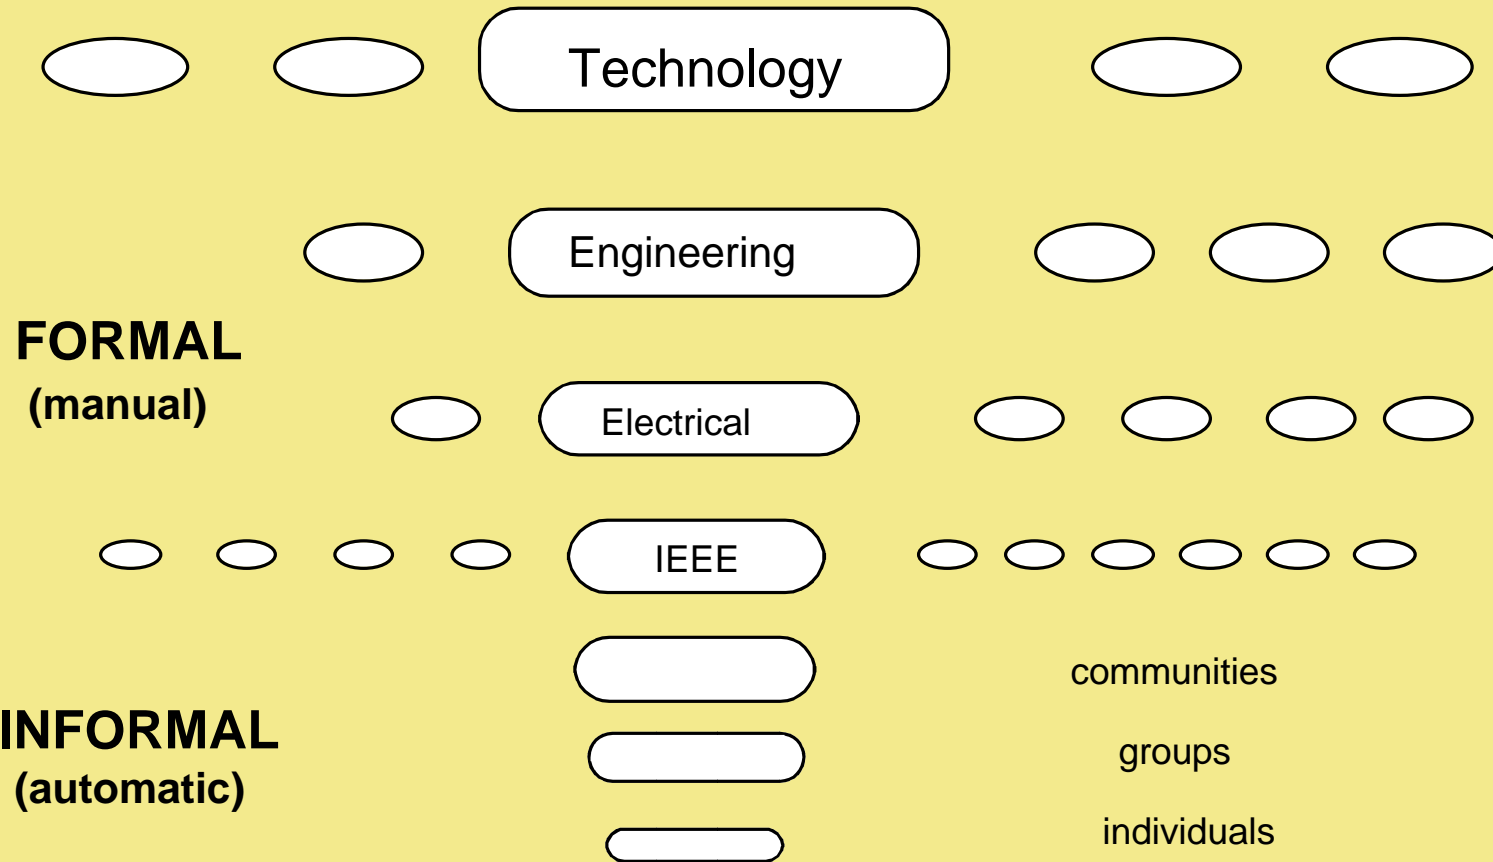 Technology
Engineering
FORMAL
(manual)
Electrical
IEEE
communities
INFORMAL
groups
(automatic)
individuals